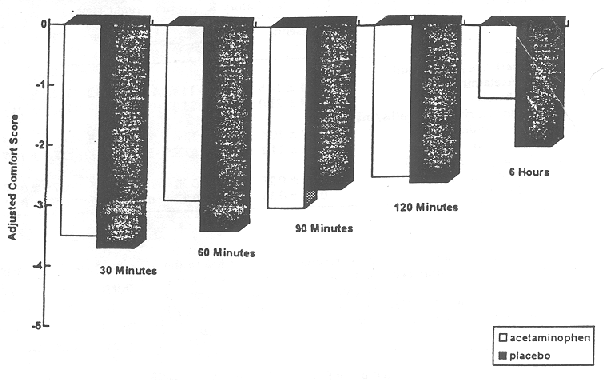 0
-1
-2
-3
-4
-5
Adjusted Comfort Score
30 Minutes
60 Minutes
90 Minutes
120 Minutes
6 Hours
acetaminophen
placebo